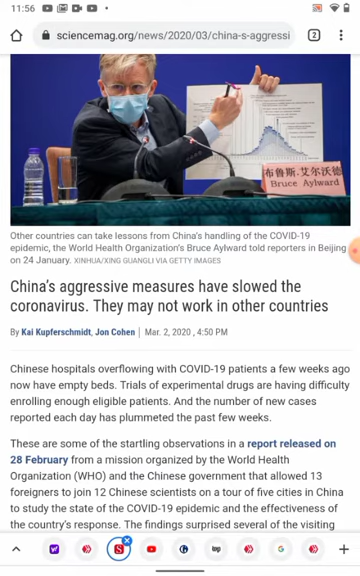 11:56
sciencemag.org/news/2020/03/china-s-aggressi
2
布鲁斯·艾尔沃德
Bruce Aylward
Other countries can take lessons from China's handling of the COVID-19
epidemic, the World Health Organization's Bruce Aylward told reporters in Beijing
on 24 January. XINHUA/XING GUANGLI VIA GETTY IMAGES
China's aggressive measures have slowed the
coronavirus. They may not work in other countries
By Kai Kupferschmidt, Jon Cohen | Mar. 2, 2020 , 4:50 PM
Chinese hospitals overflowing with COVID-19 patients a few weeks ago
now have empty beds. Trials of experimental drugs are having difficulty
enrolling enough eligible patients. And the number of new cases
reported each day has plummeted the past few weeks.
These are some of the startling observations in a report released on
28 February from a mission organized by the World Health
Organization (WHO) and the Chinese government that allowed 13
foreigners to join 12 Chinese scientists on a tour of five cities in China
to study the state of the COVID-19 epidemic and the effectiveness of
the country's response. The findings surprised several of the visiting